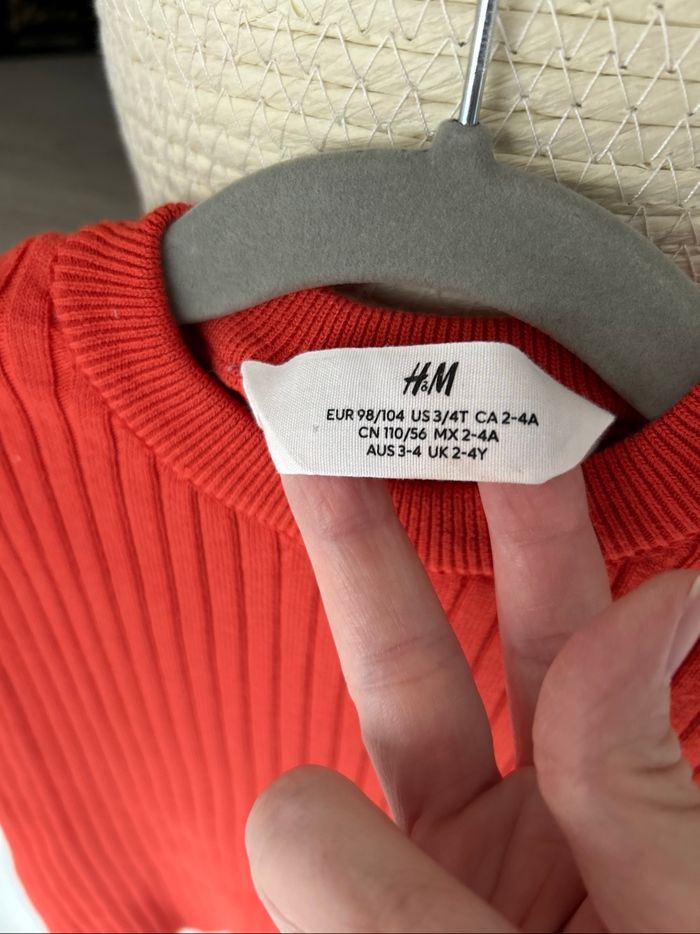 H&M
EUR 98/104 US 3/4T CA 2-4A
CN 110/56 MX 2-4A
AUS 3-4 UK 2-4Y